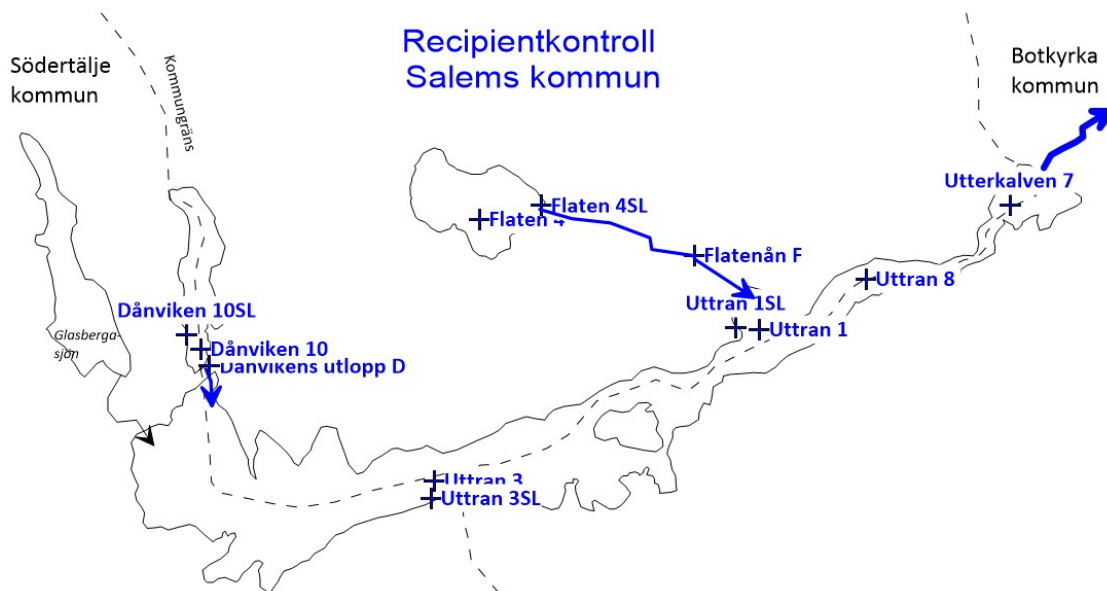 Recipientkontroll
Salems kommun
Södertälje
kommun
Kommungräns
Botkyrka
kommun
Utterkalven 7
Flaten 4SL
Flaten 4
Flatenån F
Uttran 8
Uttran 1SL
Uttran 1
Dånviken 10SL
Glasberga-
sjön
Dånviken 10
Dånvikens utlopp D
Uttran 3
Uttran 3SL